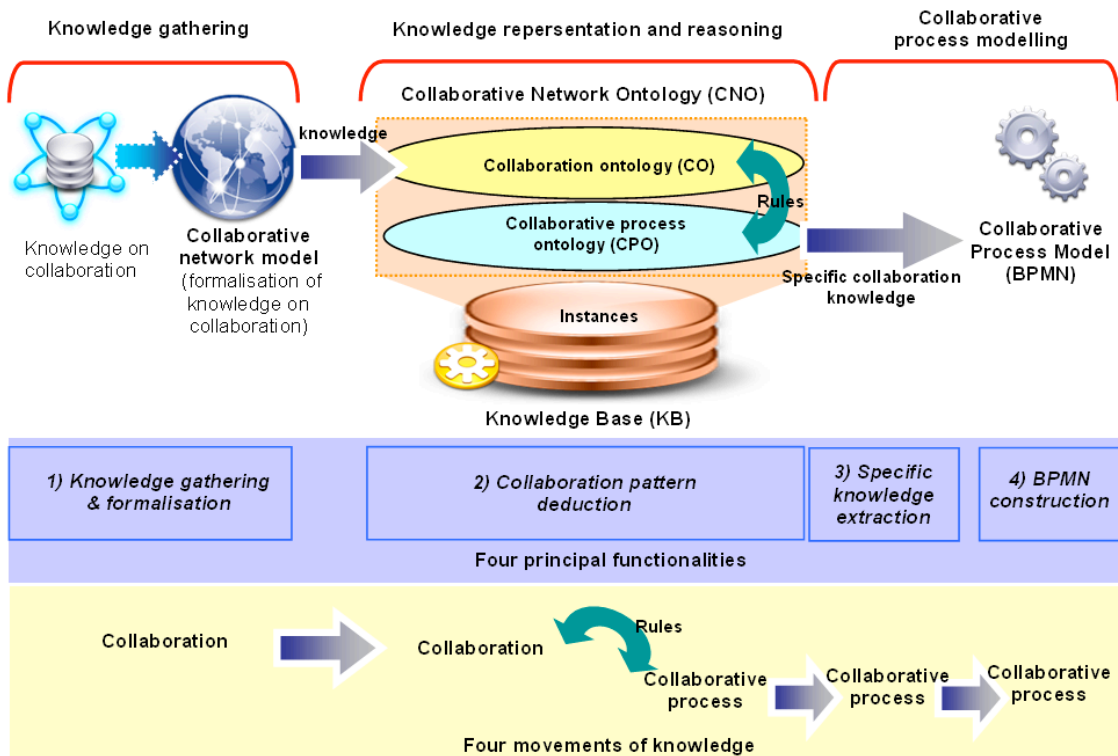 Knowledge gathering
Knowledge repersentation and reasoning
Collaborative
process modelling
Collaborative Network Ontology (CNO)
knowledge
Collaboration ontology (CO)
Rules
Collaborative process
ontology (CPO)
Knowledge on
collaboration
Collaborative
network model
(formalisation of
knowledge on
collaboration)
Specific collaboration
knowledge
Collaborative
Process Model
(BPMN)
Instances
Knowledge Base (KB)
1) Knowledge gathering
& formalisation
2) Collaboration pattern
deduction
3) Specific
knowledge
extraction
4) BPMN
construction
Four principal functionalities
Collaboration
Collaboration
Rules
Collaborative
process
Collaborative
process
Collaborative
process
Four movements of knowledge